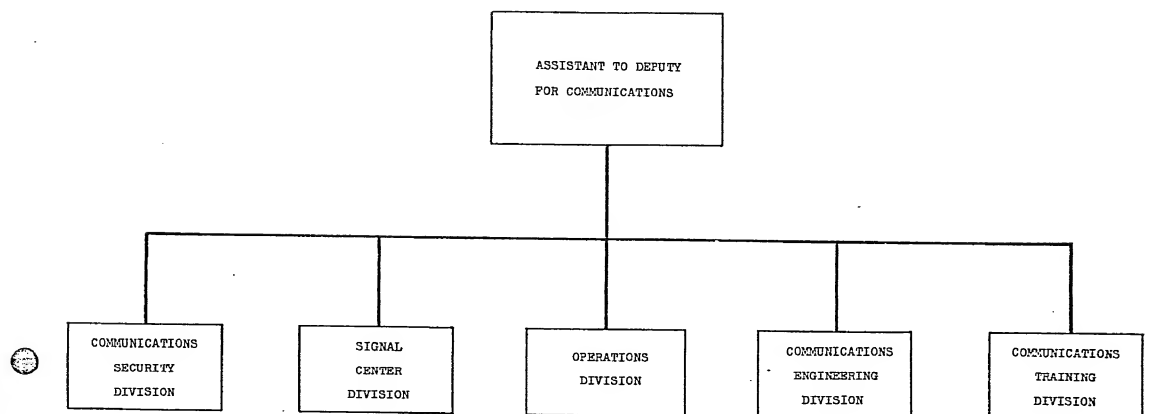 ASSISTANT TO DEPUTY
FOR COMMUNICATIONS
COMMUNICATIONS
SECURITY
DIVISION
SIGNAL
CENTER
DIVISION
OPERATIONS
DIVISION
COMMUNICATIONS
ENGINEERING
DIVISION
COMMUNICATIONS
TRAINING
DIVISION